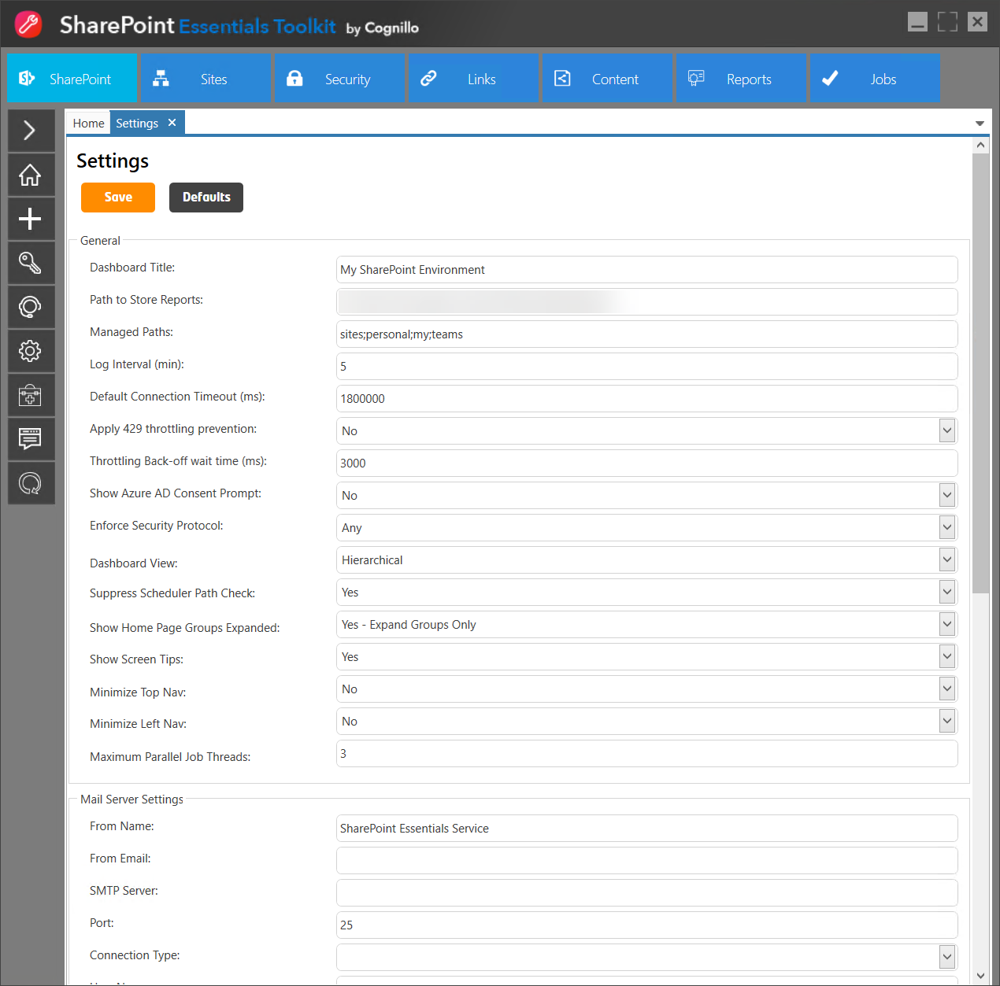 SharePoint Essentials Toolkit by Cognillo
SharePoint Sites Security Links Content Reports Jobs
Home Settings
Settings
Save Defaults
General
Dashboard Title: My SharePoint Environment
Path to Store Reports:
Managed Paths: sites;personal;my;teams
Log Interval (min): 5
Default Connection Timeout (ms): 1800000
Apply 429 throttling prevention: No
Throttling Back-off wait time (ms): 3000
Show Azure AD Consent Prompt: No
Enforce Security Protocol: Any
Dashboard View: Hierarchical
Suppress Scheduler Path Check: Yes
Show Home Page Groups Expanded: Yes - Expand Groups Only
Show Screen Tips: Yes
Minimize Top Nav: No
Minimize Left Nav: No
Maximum Parallel Job Threads: 3
Mail Server Settings
From Name: SharePoint Essentials Service
From Email:
SMTP Server:
Port: 25
Connection Type: